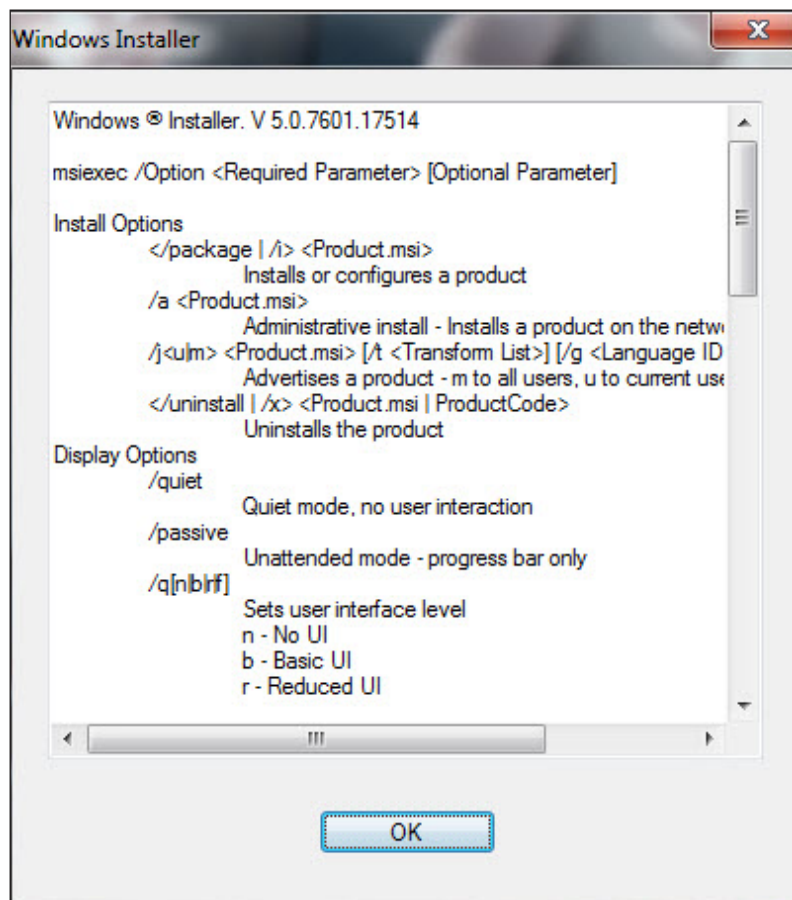 Windows Installer
Windows ® Installer. V 5.0.7601.17514
msiexec /Option <Required Parameter> [Optional Parameter]
Install Options
</package | /i> <Product.msi>
Installs or configures a product
/a <Product.msi>
Administrative install - Installs a product on the netw
/j<u|m> <Product.msi> [/t <Transform List>] [/g <Language ID
Advertises a product - m to all users, u to current use
</uninstall | /x> <Product.msi | ProductCode>
Uninstalls the product
Display Options
/quiet
Quiet mode, no user interaction
/passive
Unattended mode - progress bar only
/q[n|b|r|f]
Sets user interface level
n - No UI
b - Basic UI
r - Reduced UI
OK